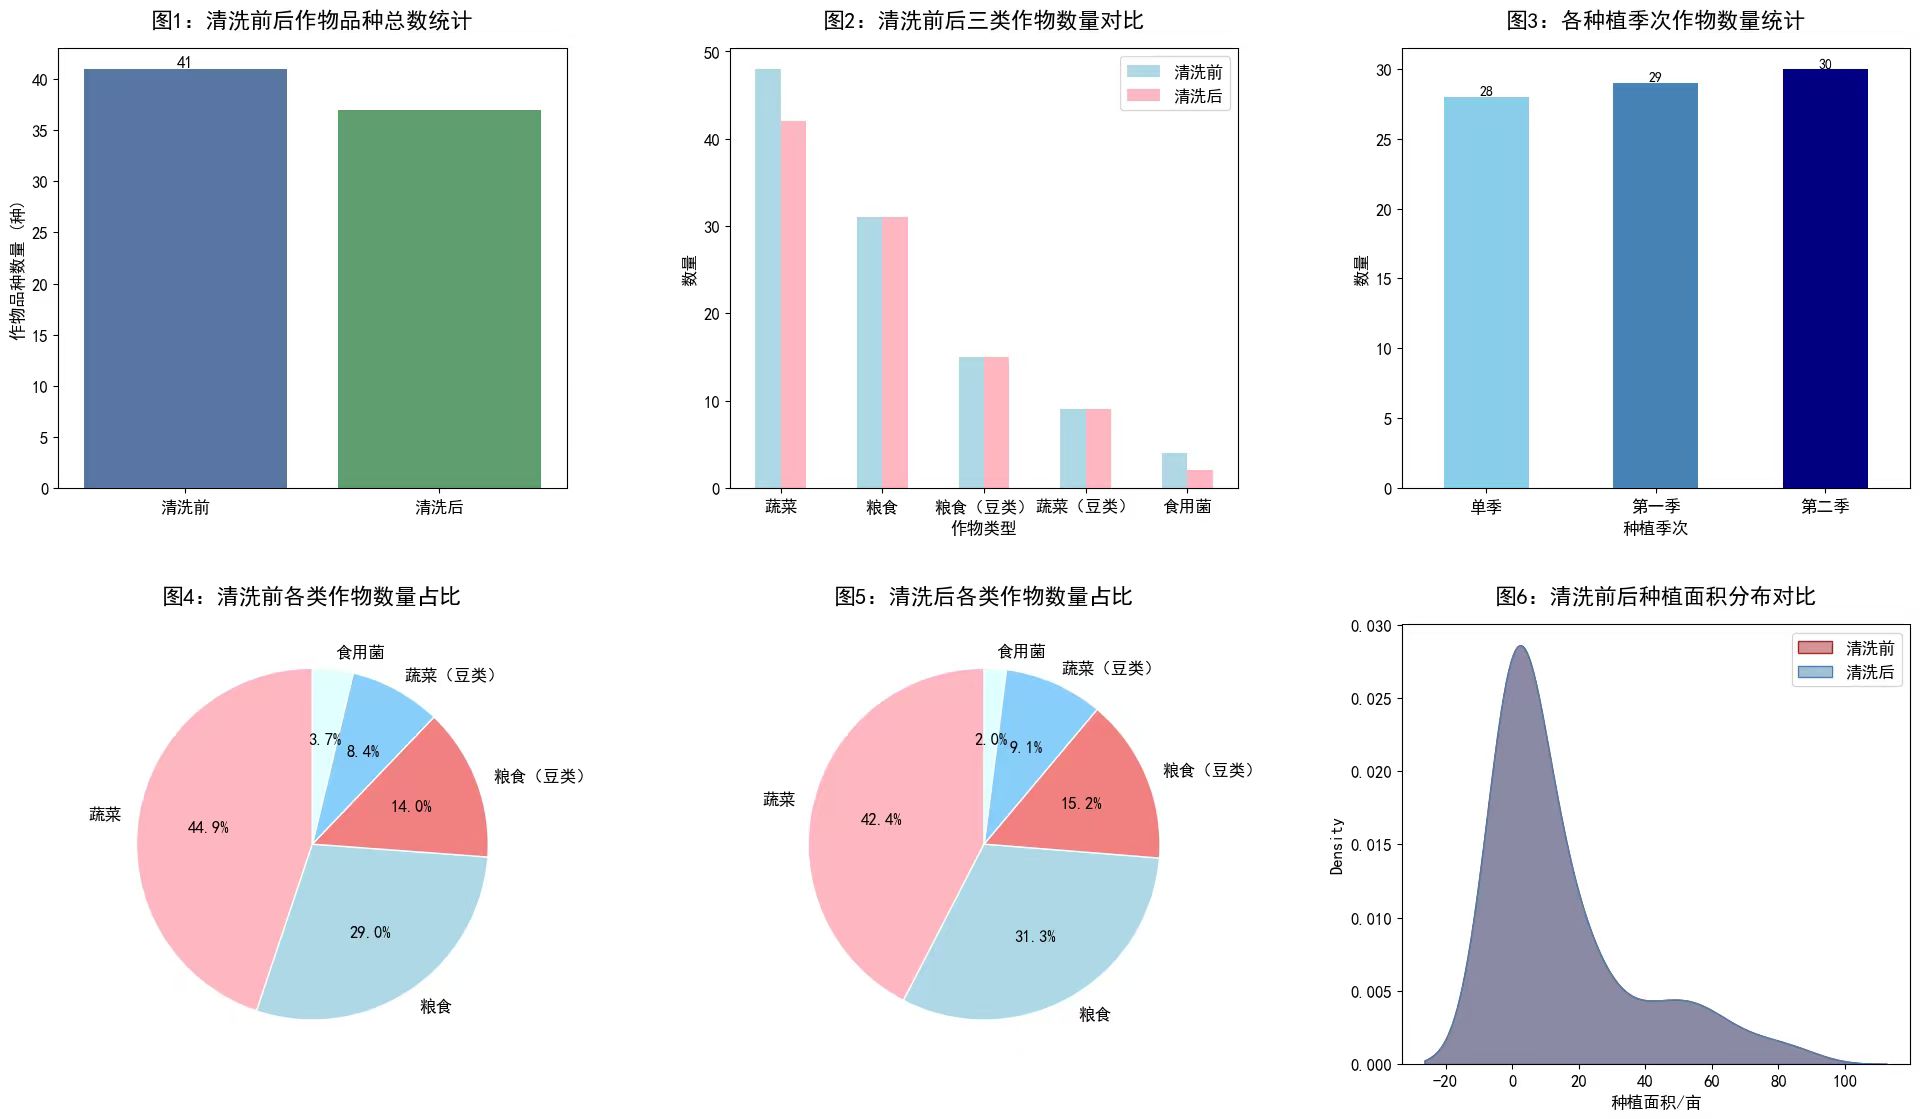 图1: 清洗前后作物品种总数统计
41
40
35
30
25
20
15
10
5
0
作物品种数量 (种)
清洗前
清洗后
图2: 清洗前后三类作物数量对比
清洗前
清洗后
50
40
30
20
10
0
数量
蔬菜
粮食
粮食（豆类）
蔬菜（豆类）
食用菌
作物类型
图3: 各种植季次作物数量统计
28
29
30
30
25
20
15
10
5
0
数量
单季
第一季
第二季
种植季次
图4: 清洗前各类作物数量占比
食用菌
蔬菜（豆类）
粮食（豆类）
蔬菜
粮食
3.7%
8.4%
14.0%
44.9%
29.0%
图5: 清洗后各类作物数量占比
食用菌
蔬菜（豆类）
粮食（豆类）
蔬菜
粮食
2.0%
9.1%
15.2%
42.4%
31.3%
图6: 清洗前后种植面积分布对比
清洗前
清洗后
0.030
0.025
0.020
0.015
0.010
0.005
0.000
Density
−20
0
20
40
60
80
100
种植面积/亩